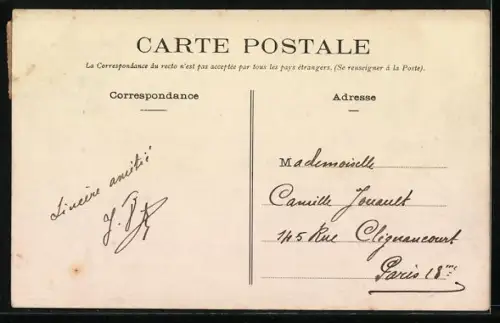 CARTE POSTALE
La Correspondance du recto n'est pas acceptée par tous les pays étrangers. (Se renseigner à la Poste).
Correspondance
Adresse
Sincère amitié
Mademoiselle
Camille Jouault
145 Rue Clignancourt
Paris 18me